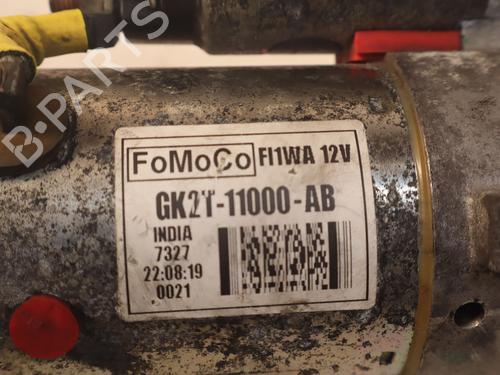 B-PARTS
FoMoCo FI1WA 12V
GK2T-11000-AB
INDIA
7327
22:08:19
0021